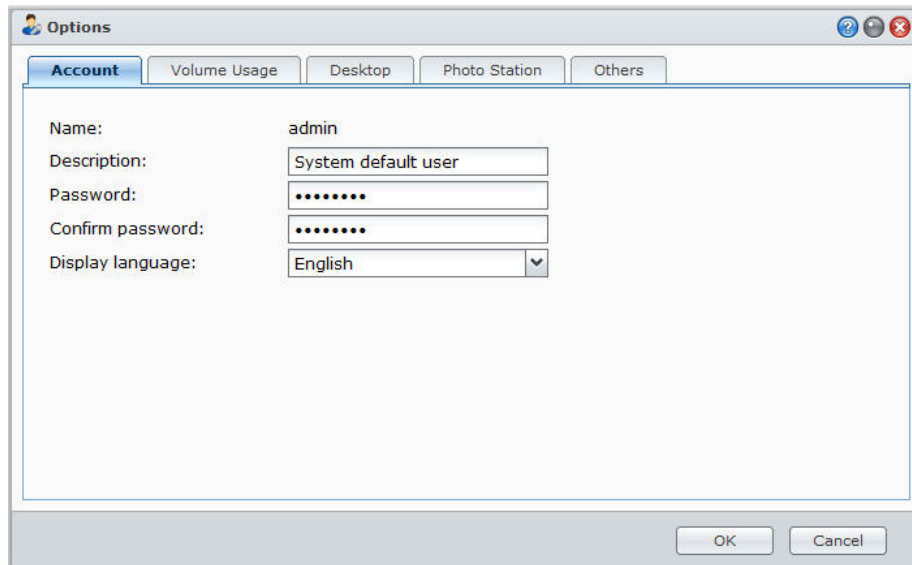 Options
Account Volume Usage Desktop Photo Station Others
Name: admin
Description: System default user
Password: ••••••••
Confirm password: ••••••••
Display language: English
OK Cancel